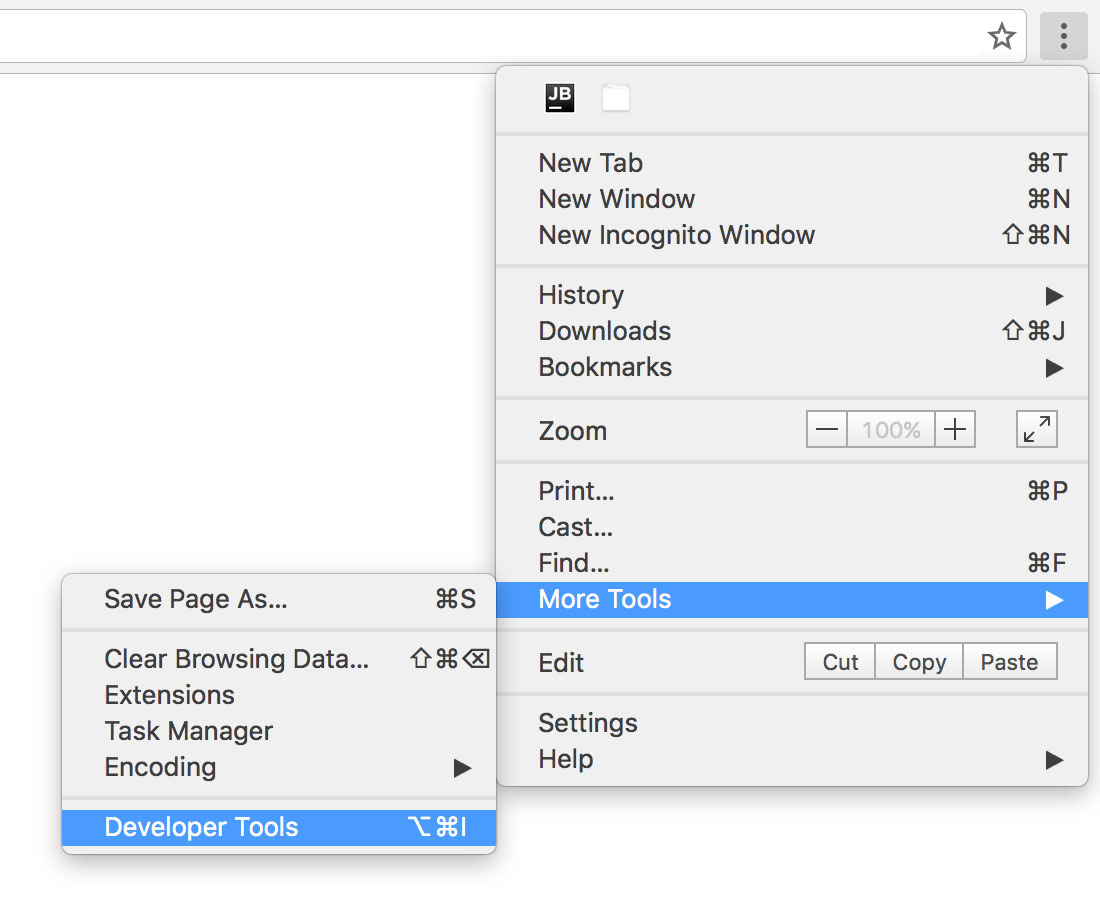 JB
New Tab ⌘T
New Window ⌘N
New Incognito Window ⇧⌘N
History ▶
Downloads ⇧⌘J
Bookmarks ▶
Zoom — 100% +
Print... ⌘P
Cast...
Find... ⌘F
More Tools ▶
Edit Cut Copy Paste
Settings
Help ▶
Save Page As... ⌘S
Clear Browsing Data... ⇧⌘⌫
Extensions
Task Manager
Encoding ▶
Developer Tools ⌥⌘I